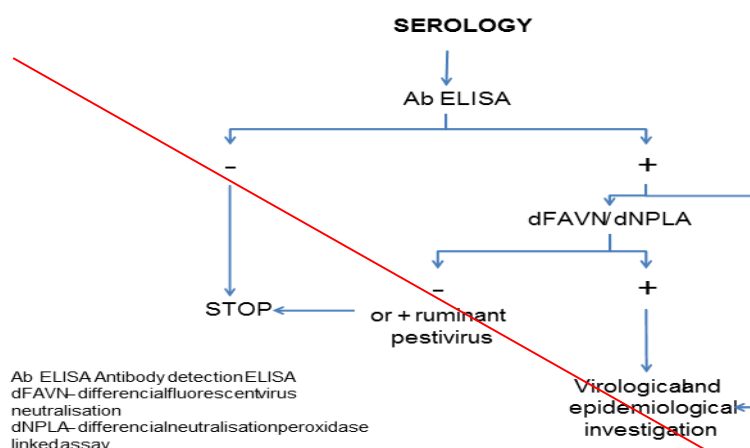 SEROLOGY
Ab ELISA
-
+
dFAVN/dNPLA
-
+
STOP
or + ruminant
pestivirus
Virological and
epidemiological
investigation
Ab ELISA Antibody detection ELISA
dFAVN– differencial fluorescent virus
neutralisation
dNPLA– differencial neutralisation peroxidase
linked assay